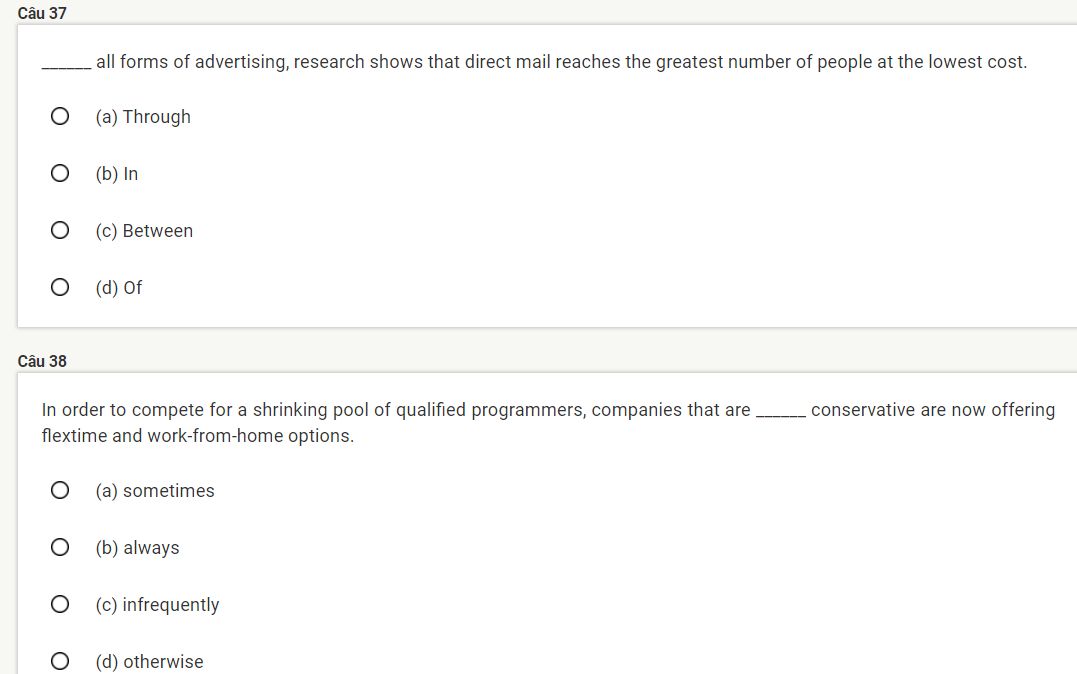 Câu 37
______ all forms of advertising, research shows that direct mail reaches the greatest number of people at the lowest cost.
(a) Through
(b) In
(c) Between
(d) Of
Câu 38
In order to compete for a shrinking pool of qualified programmers, companies that are ______ conservative are now offering
flextime and work-from-home options.
(a) sometimes
(b) always
(c) infrequently
(d) otherwise